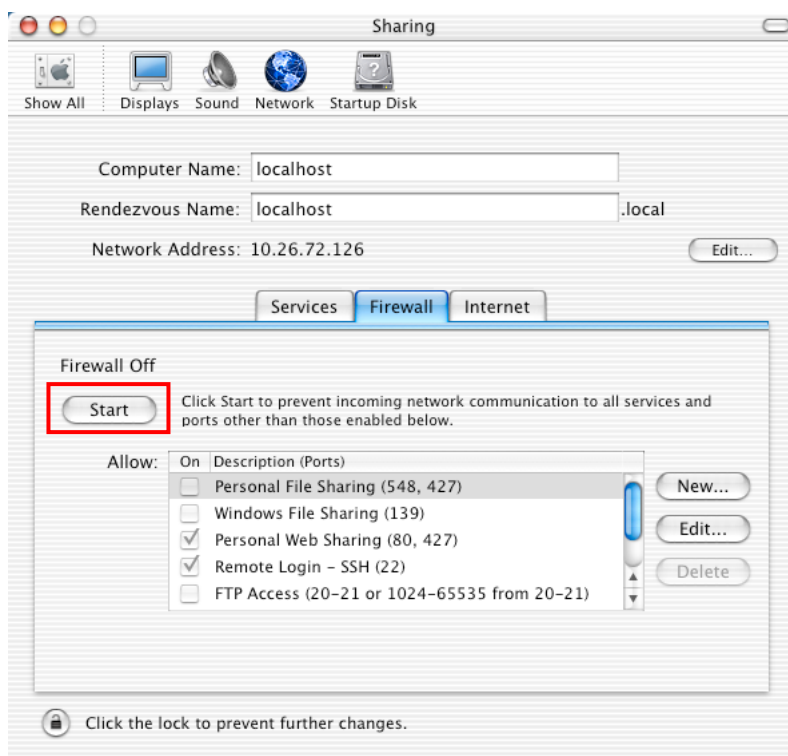 Sharing
Show All Displays Sound Network Startup Disk
Computer Name: localhost
Rendezvous Name: localhost .local
Network Address: 10.26.72.126 Edit...
Services Firewall Internet
Firewall Off
Start Click Start to prevent incoming network communication to all services and
ports other than those enabled below.
Allow: On Description (Ports)
Personal File Sharing (548, 427) New...
Windows File Sharing (139)
Personal Web Sharing (80, 427) Edit...
Remote Login – SSH (22) Delete
FTP Access (20–21 or 1024–65535 from 20–21)
Click the lock to prevent further changes.